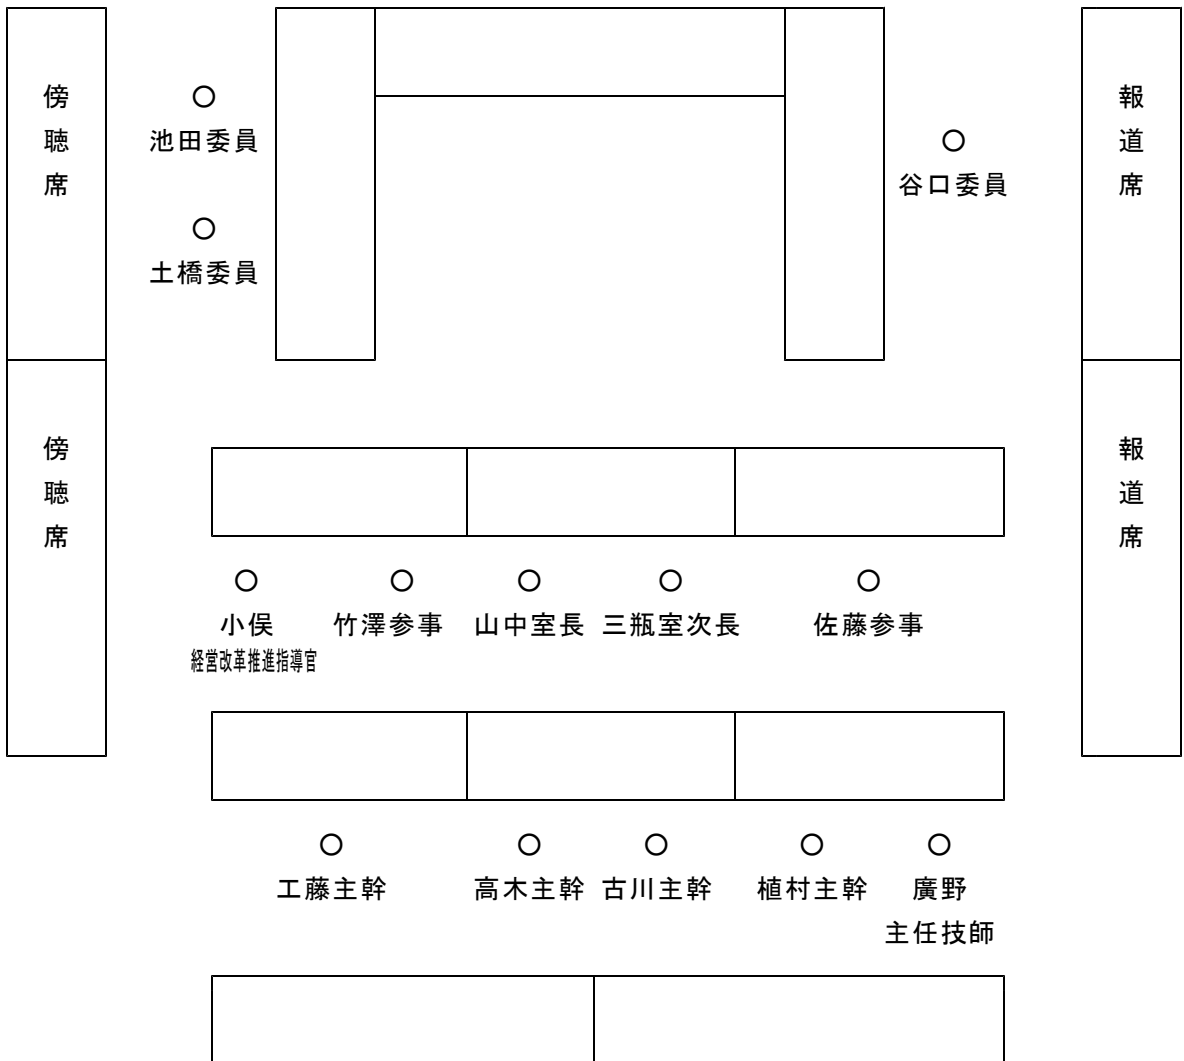 傍聴席
○
池田委員
○
土橋委員
○
谷口委員
報道席
傍聴席
報道席
○ ○ ○ ○ ○
小俣 竹澤参事 山中室長 三瓶室次長 佐藤参事
経営改革推進指導官
○ ○ ○ ○ ○
工藤主幹 高木主幹 古川主幹 植村主幹 廣野
主任技師